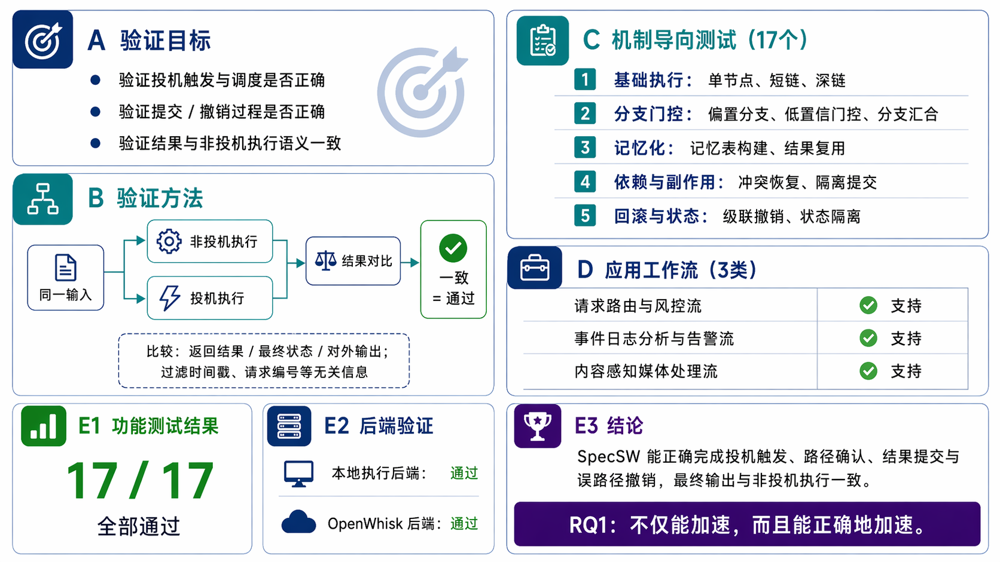 A 验证目标
验证投机触发与调度是否正确
验证提交 / 撤销过程是否正确
验证结果与非投机执行语义一致
B 验证方法
同一输入
非投机执行
投机执行
结果对比
一致
= 通过
比较：返回结果 / 最终状态 / 对外输出；
过滤时间戳、请求编号等无关信息
C 机制导向测试（17个）
1 基础执行： 单节点、短链、深链
2 分支门控： 偏置分支、低置信门控、分支汇合
3 记忆化： 记忆表构建、结果复用
4 依赖与副作用： 冲突恢复、隔离提交
5 回滚与状态： 级联撤销、状态隔离
D 应用工作流（3类）
请求路由与风控流 支持
事件日志分析与告警流 支持
内容感知媒体处理流 支持
E1 功能测试结果
17 / 17
全部通过
E2 后端验证
本地执行后端： 通过
OpenWhisk 后端： 通过
E3 结论
SpecSW 能正确完成投机触发、路径确认、结果提交与
误路径撤销，最终输出与非投机执行一致。
RQ1：不仅能加速，而且能正确地加速。